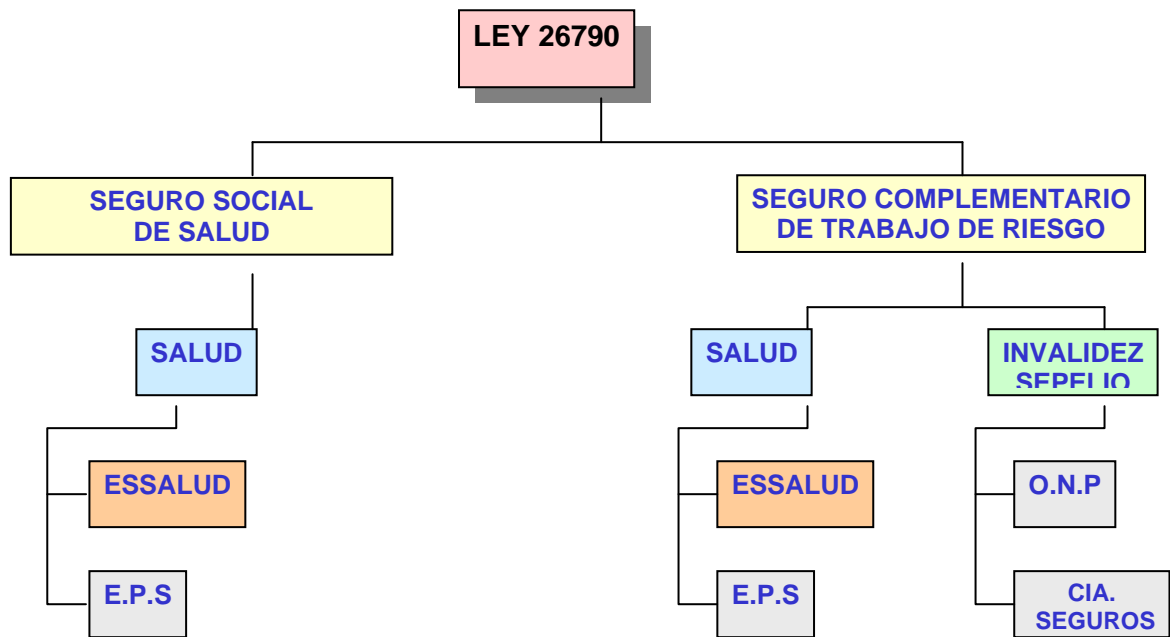 LEY 26790
SEGURO SOCIAL
DE SALUD
SEGURO COMPLEMENTARIO
DE TRABAJO DE RIESGO
SALUD
SALUD
INVALIDEZ
SEPELIO
ESSALUD
ESSALUD
O.N.P
E.P.S
E.P.S
CIA.
SEGUROS